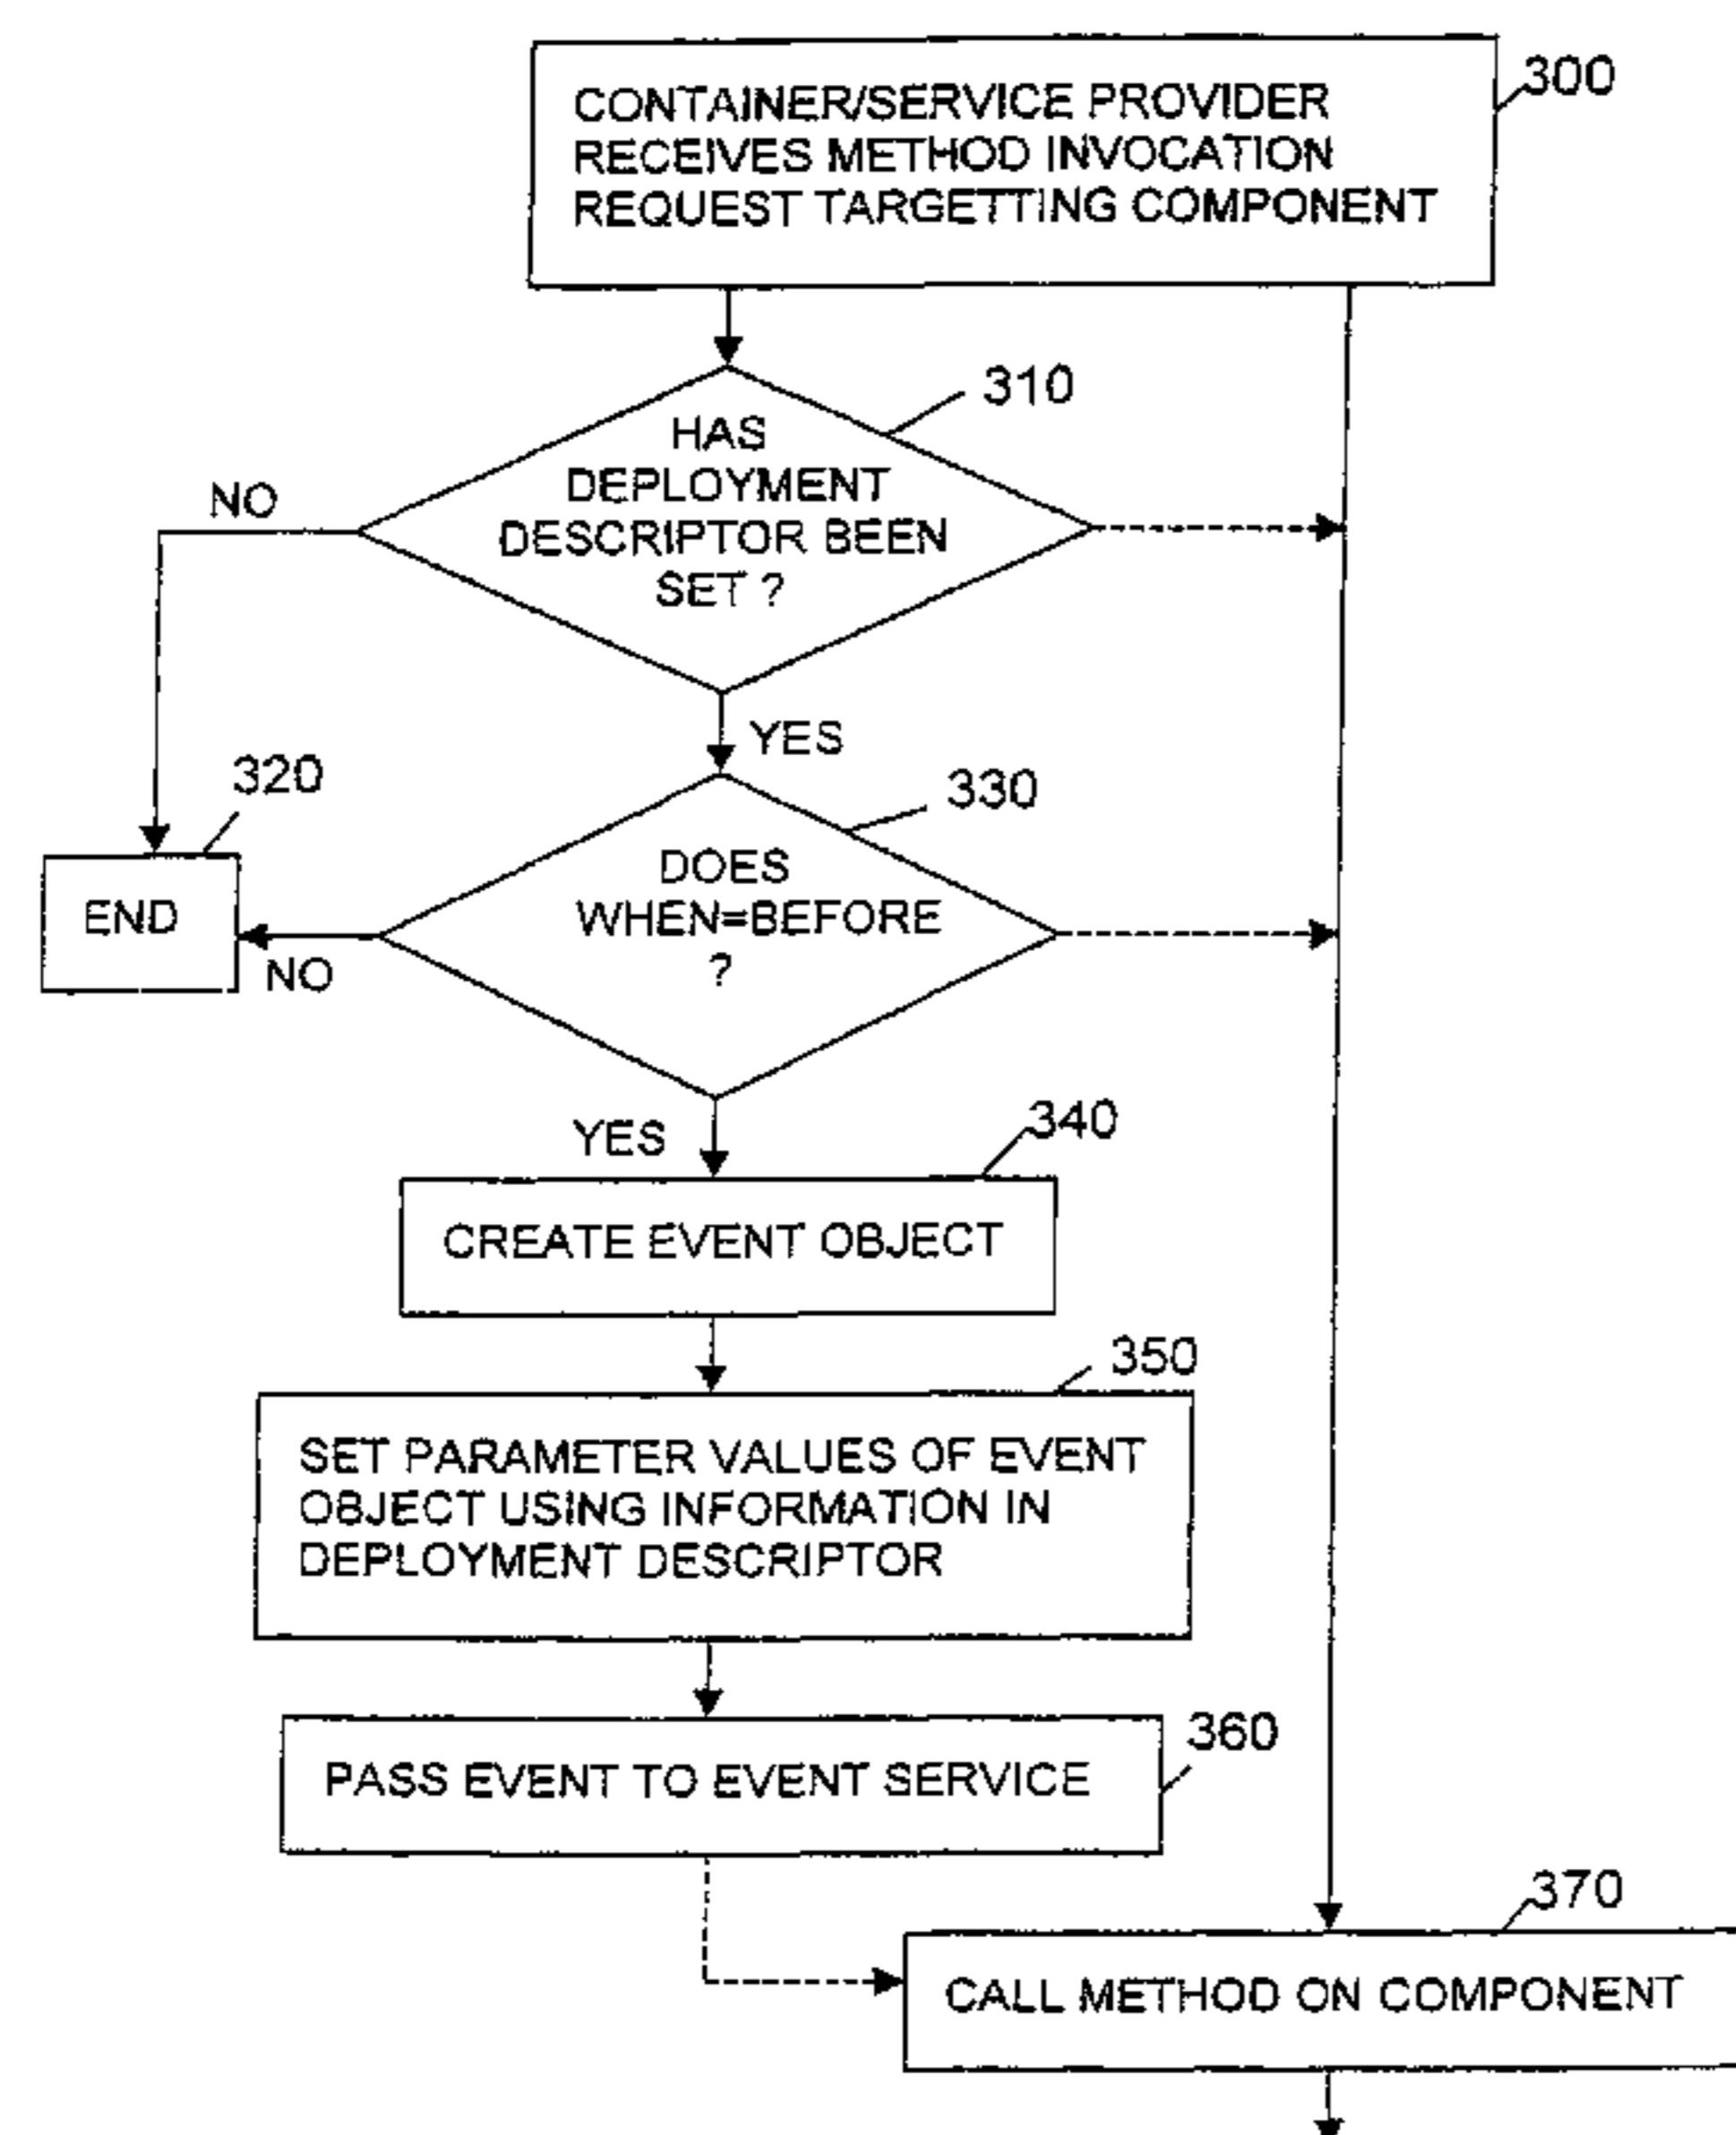 CONTAINER/SERVICE PROVIDER
RECEIVES METHOD INVOCATION
REQUEST TARGETTING COMPONENT
300
HAS
DEPLOYMENT
DESCRIPTOR BEEN
SET ?
310
NO
YES
320
END
NO
DOES
WHEN=BEFORE
?
330
YES
340
CREATE EVENT OBJECT
350
SET PARAMETER VALUES OF EVENT
OBJECT USING INFORMATION IN
DEPLOYMENT DESCRIPTOR
360
PASS EVENT TO EVENT SERVICE
370
CALL METHOD ON COMPONENT